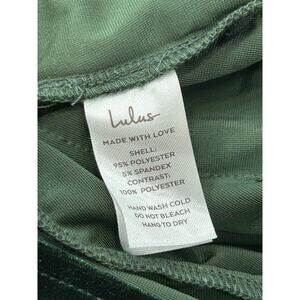 Lulus
MADE WITH LOVE
SHELL:
95% POLYESTER
5% SPANDEX
CONTRAST:
100% POLYESTER
HAND WASH COLD
DO NOT BLEACH
HANG TO DRY